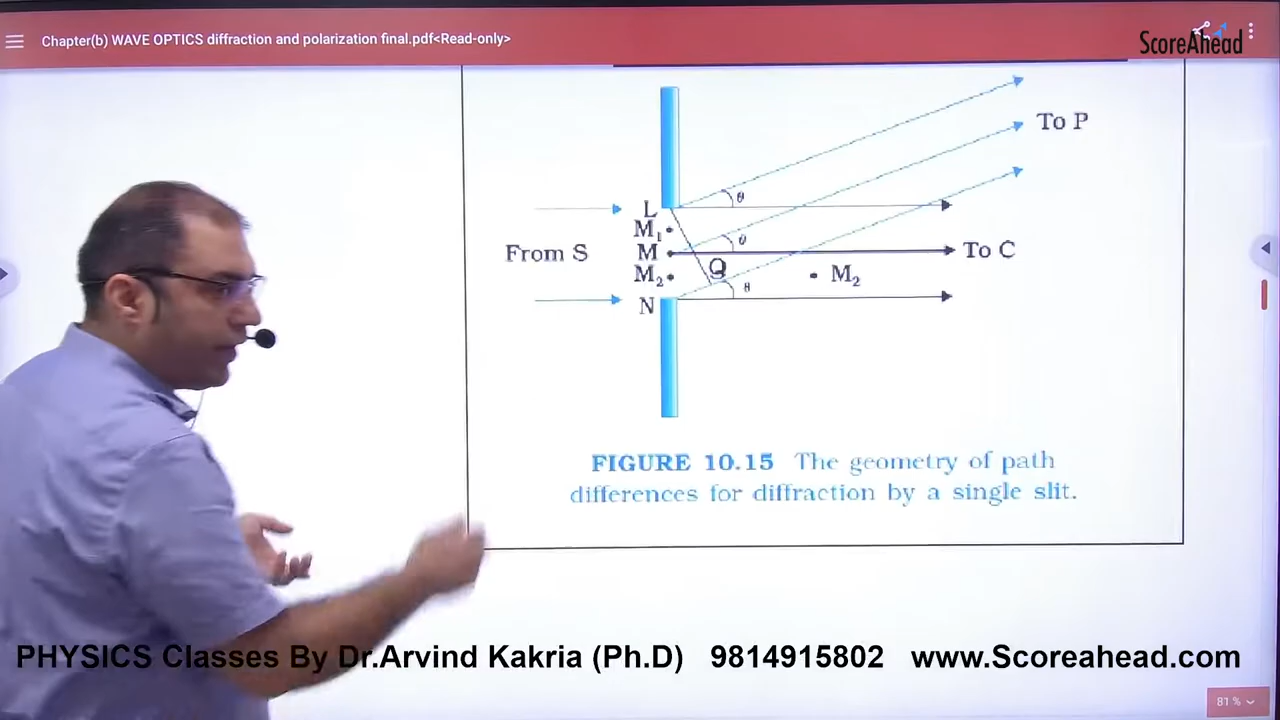 Chapter(b) WAVE OPTICS diffraction and polarization final.pdf<Read-only>
ScoreAhead
To P
θ
L
M₁
θ
From S
M
To C
Q
M₂
M₂
θ
N
FIGURE 10.15 The geometry of path
differences for diffraction by a single slit.
PHYSICS Classes By Dr.Arvind Kakria (Ph.D) 9814915802 www.Scoreahead.com
81 %